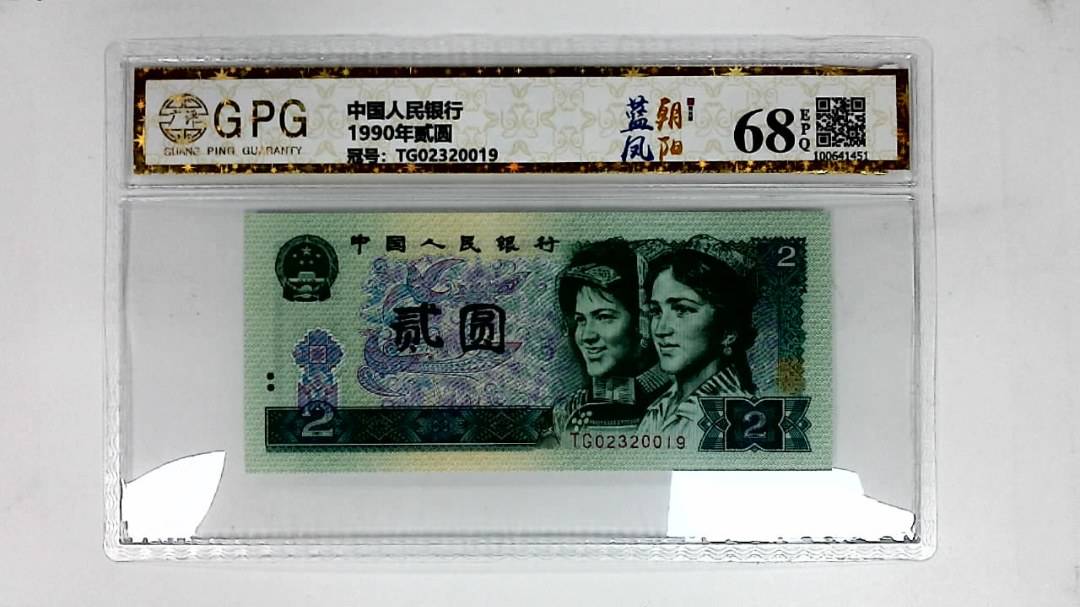 GPG
GUANG PING GUARANTY
中国人民银行
1990年贰圆
冠号：TG02320019
蓝凤
朝阳
68
EPQ
100641451
中国人民银行
2
贰圆
2
TG02320019
2